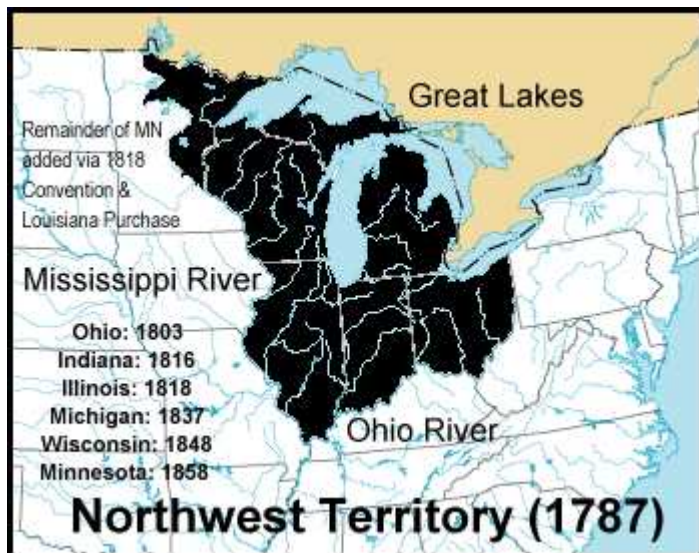 Great Lakes
Remainder of MN
added via 1818
Convention &
Louisiana Purchase
Mississippi River
Ohio: 1803
Indiana: 1816
Illinois: 1818
Michigan: 1837
Wisconsin: 1848
Minnesota: 1858
Ohio River
Northwest Territory (1787)